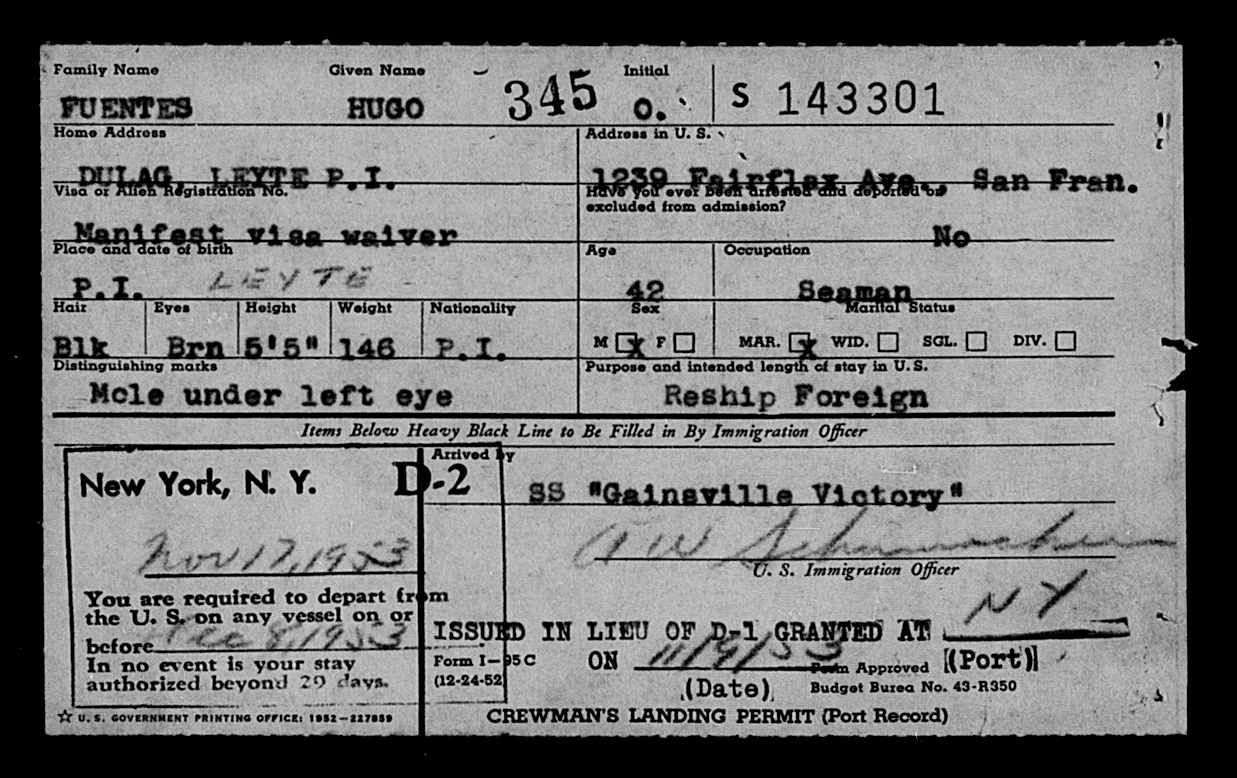 Family Name Given Name 345 Initial S 143301
FUENTES HUGO O.
Home Address Address in U. S.
DULAG, LEYTE P.I. 1239 Fairflax Ave., San Fran.
Visa or Alien Registration No. Have you ever been arrested and deported or
excluded from admission?
Manifest visa waiver No
Place and date of birth Age Occupation
P.I. LEYTE 42 Seaman
Hair Eyes Height Weight Nationality Sex Marital Status
Blk Brn 5'5" 146 P.I. M X F MAR. X WID. SGL. DIV.
Distinguishing marks Purpose and intended length of stay in U.S.
Mole under left eye Reship Foreign
Items Below Heavy Black Line to Be Filled in By Immigration Officer
Arrived by
New York, N. Y. D-2 SS "Gainsville Victory"
Nov 17, 1953 A W Schumacher
U. S. Immigration Officer
You are required to depart from
the U. S. on any vessel on or
before Dec 8, 1953
In no event is your stay
authorized beyond 29 days.
NY
ISSUED IN LIEU OF D-1 GRANTED AT
Form I-95C ON 11/9/53 Form Approved (Port)
(12-24-52) (Date) Budget Burea No. 43-R350
☆ U. S. GOVERNMENT PRINTING OFFICE: 1952—227859 CREWMAN'S LANDING PERMIT (Port Record)